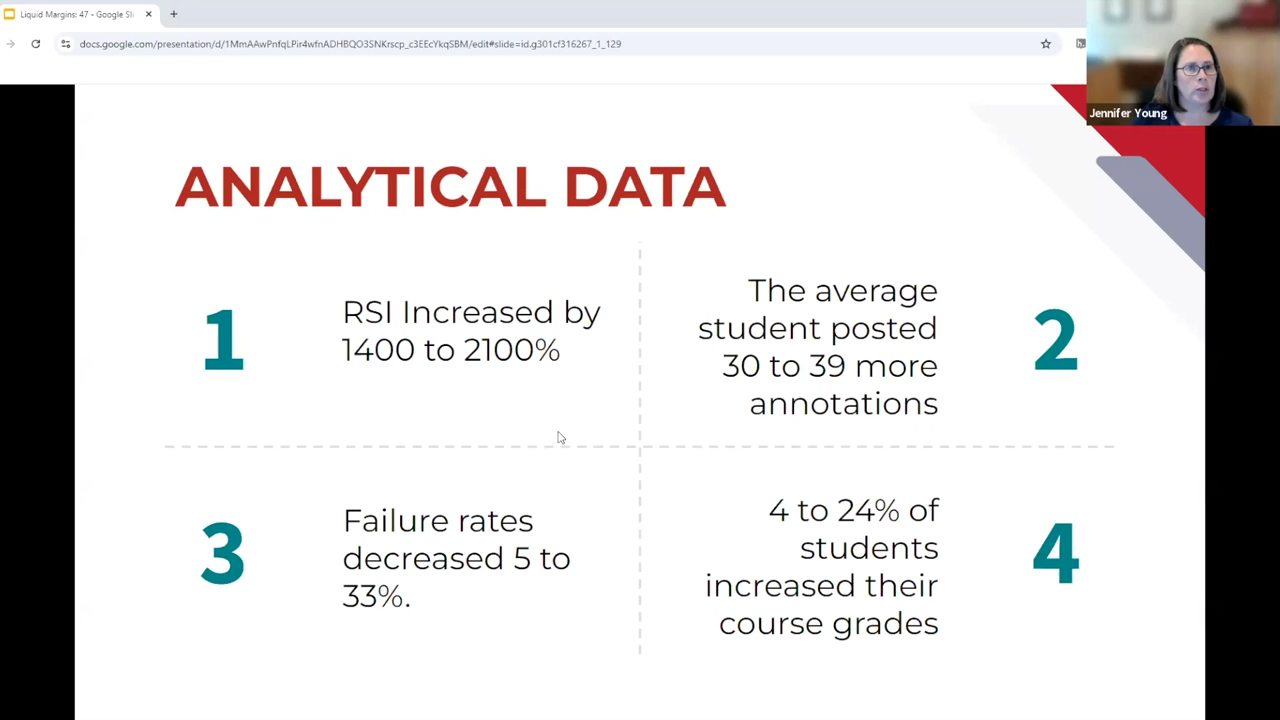 Liquid Margins: 47 - Google Sli
docs.google.com/presentation/d/1MmAAwPnfqLPir4wfnADHBQO3SNKrscp_c3EEcYkqSBM/edit#slide=id.g301cf316267_1_129
Jennifer Young
ANALYTICAL DATA
1
RSI Increased by
1400 to 2100%
The average
student posted
30 to 39 more
annotations
2
3
Failure rates
decreased 5 to
33%.
4 to 24% of
students
increased their
course grades
4